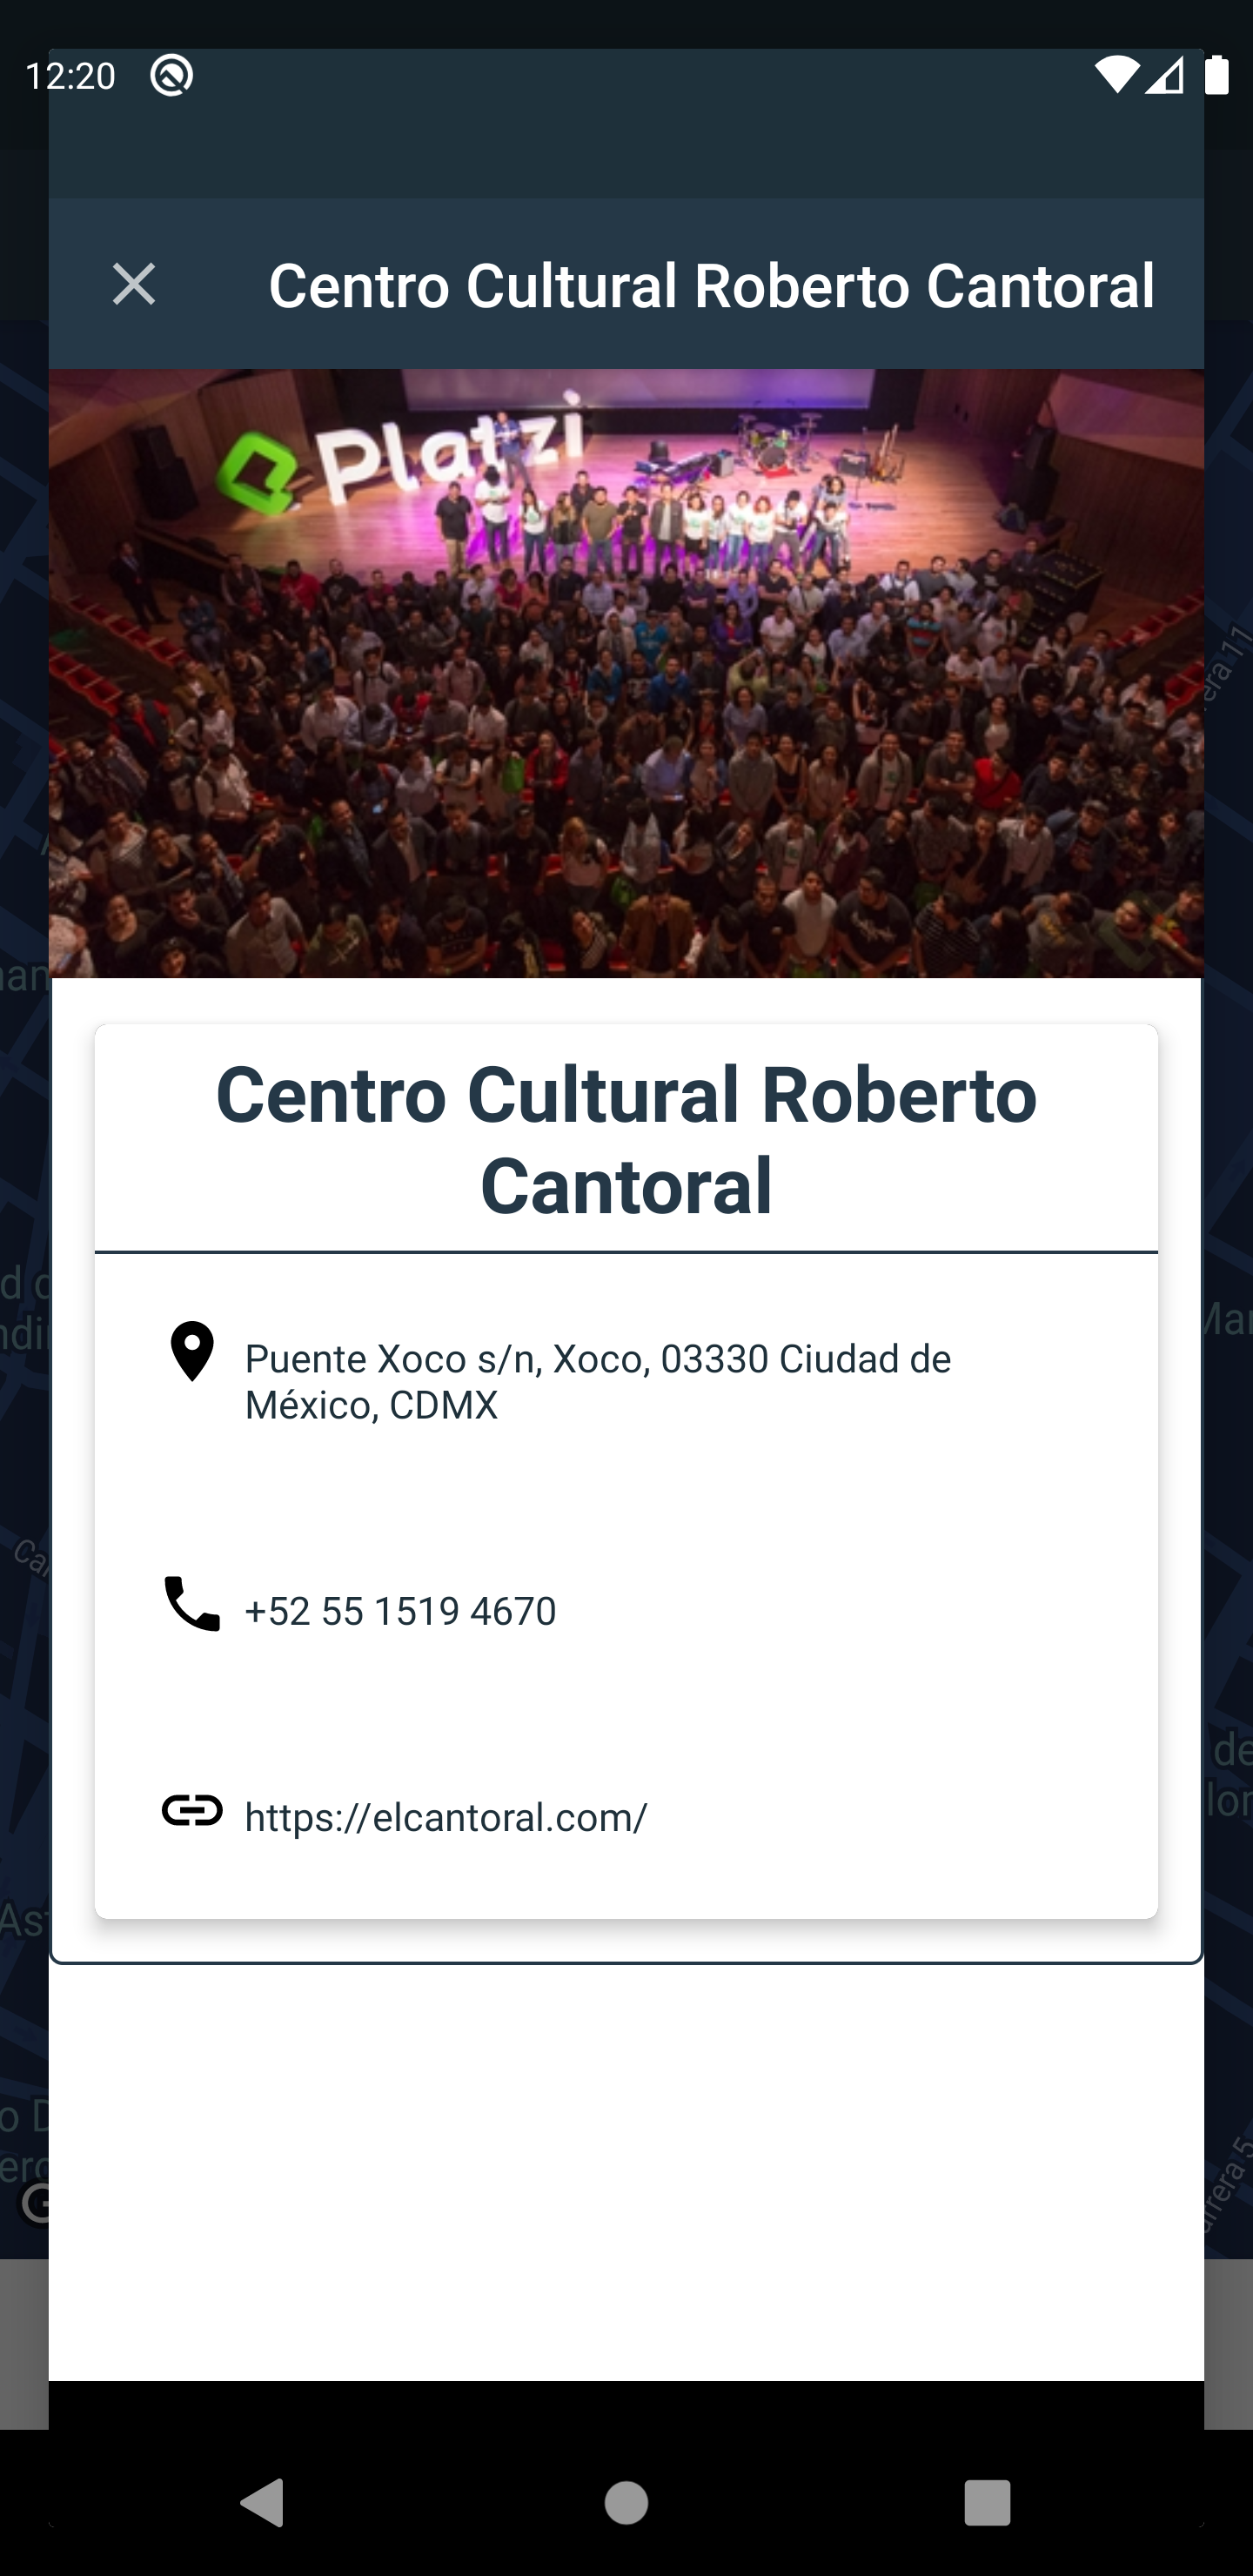 12:20
Centro Cultural Roberto Cantoral
Platzi
Centro Cultural Roberto
Cantoral
Puente Xoco s/n, Xoco, 03330 Ciudad de
México, CDMX
+52 55 1519 4670
https://elcantoral.com/